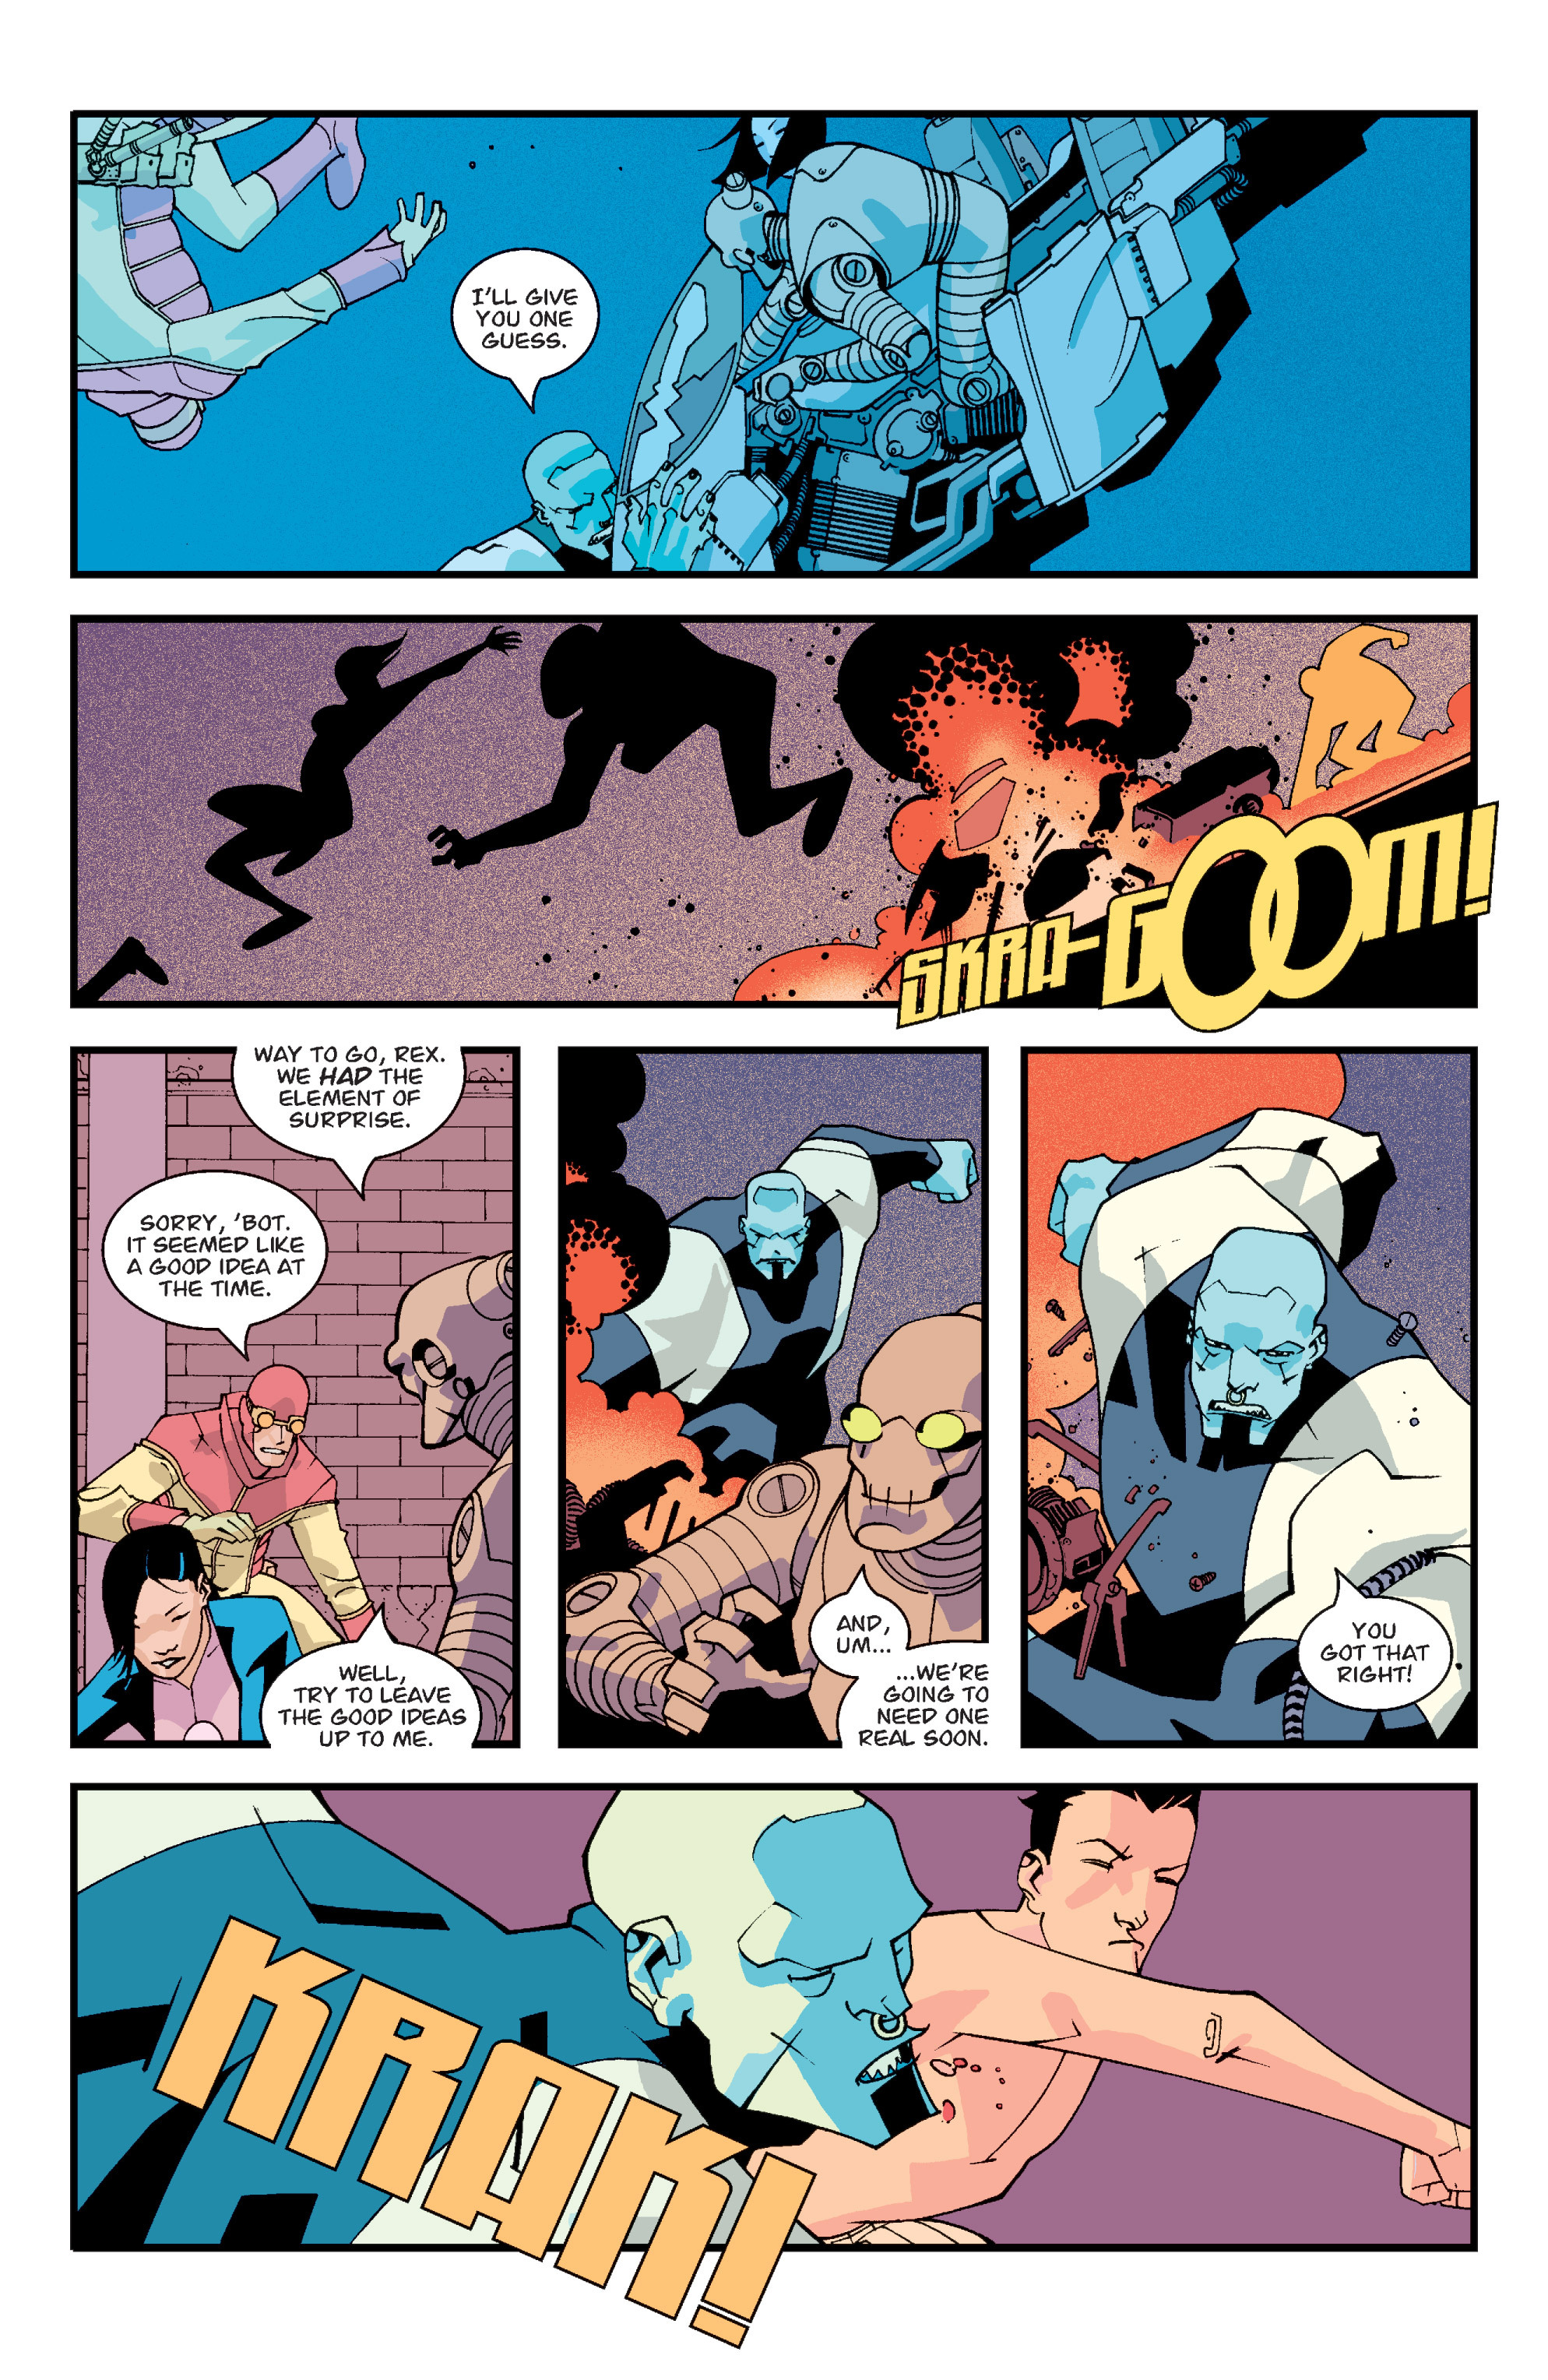 I'LL GIVE
YOU ONE
GUESS.
SKRA-GOOM!
WAY TO GO, REX.
WE HAD THE
ELEMENT OF
SURPRISE.
SORRY, 'BOT.
IT SEEMED LIKE
A GOOD IDEA AT
THE TIME.
WELL,
TRY TO LEAVE
THE GOOD IDEAS
UP TO ME.
AND,
UM...
...WE'RE
GOING TO
NEED ONE
REAL SOON.
YOU
GOT THAT
RIGHT!
KRAK!